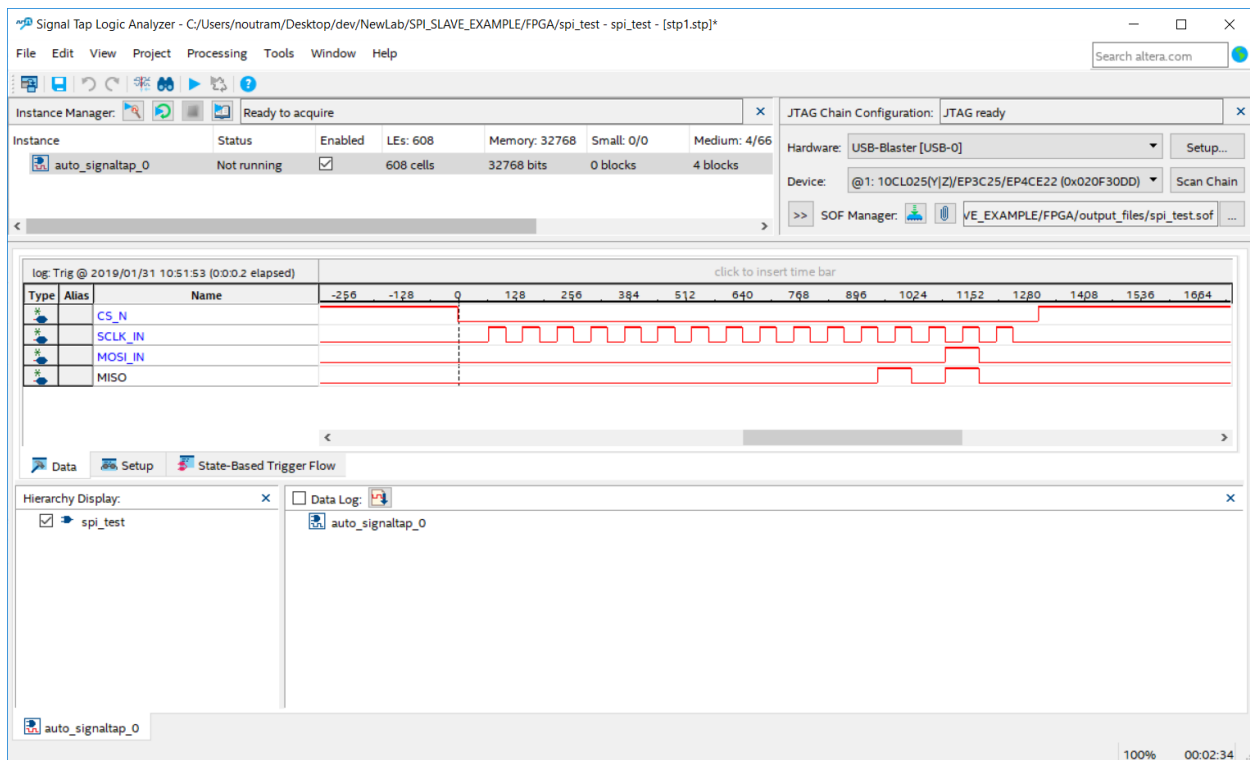 Signal Tap Logic Analyzer - C:/Users/noutram/Desktop/dev/NewLab/SPI_SLAVE_EXAMPLE/FPGA/spi_test - spi_test - [stp1.stp]*
File Edit View Project Processing Tools Window Help
Search altera.com
Instance Manager: Ready to acquire
JTAG Chain Configuration: JTAG ready
Instance Status Enabled LEs: 608 Memory: 32768 Small: 0/0 Medium: 4/66
auto_signaltap_0 Not running 608 cells 32768 bits 0 blocks 4 blocks
Hardware: USB-Blaster [USB-0] Setup...
Device: @1: 10CL025(Y|Z)/EP3C25/EP4CE22 (0x020F30DD) Scan Chain
>> SOF Manager: VE_EXAMPLE/FPGA/output_files/spi_test.sof ...
log: Trig @ 2019/01/31 10:51:53 (0:0:0.2 elapsed) click to insert time bar
Type Alias Name -256 -128 0 128 256 384 512 640 768 896 1024 1152 1280 1408 1536 1664
CS_N
SCLK_IN
MOSI_IN
MISO
Data Setup State-Based Trigger Flow
Hierarchy Display: Data Log:
spi_test auto_signaltap_0
auto_signaltap_0
100% 00:02:34